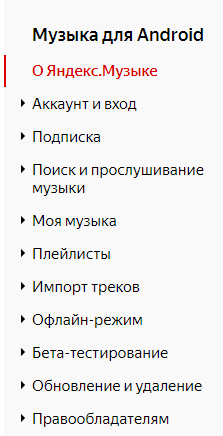 Музыка для Android
О Яндекс.Музыке
Аккаунт и вход
Подписка
Поиск и прослушивание
музыки
Моя музыка
Плейлисты
Импорт треков
Офлайн-режим
Бета-тестирование
Обновление и удаление
Правообладателям